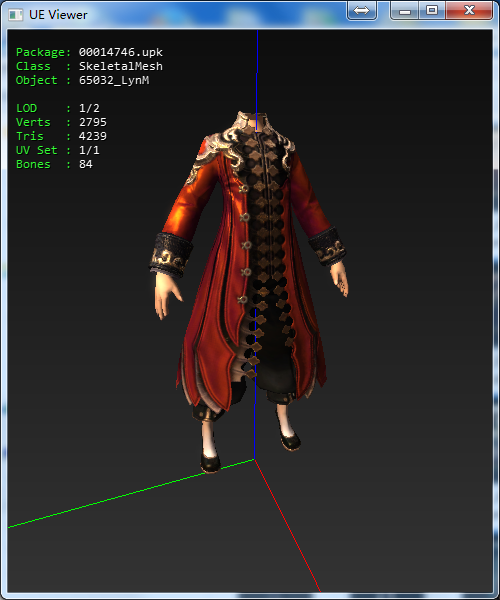 UE Viewer
Package: 00014746.upk
Class : SkeletalMesh
Object : 65032_LynM
LOD : 1/2
Verts : 2795
Tris : 4239
UV Set : 1/1
Bones : 84